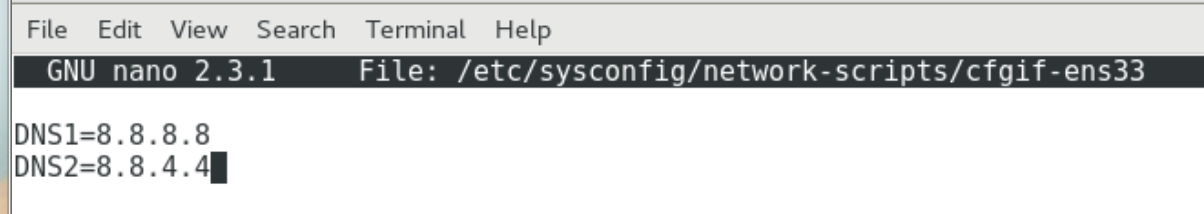 File Edit View Search Terminal Help
GNU nano 2.3.1 File: /etc/sysconfig/network-scripts/cfgif-ens33
DNS1=8.8.8.8
DNS2=8.8.4.4